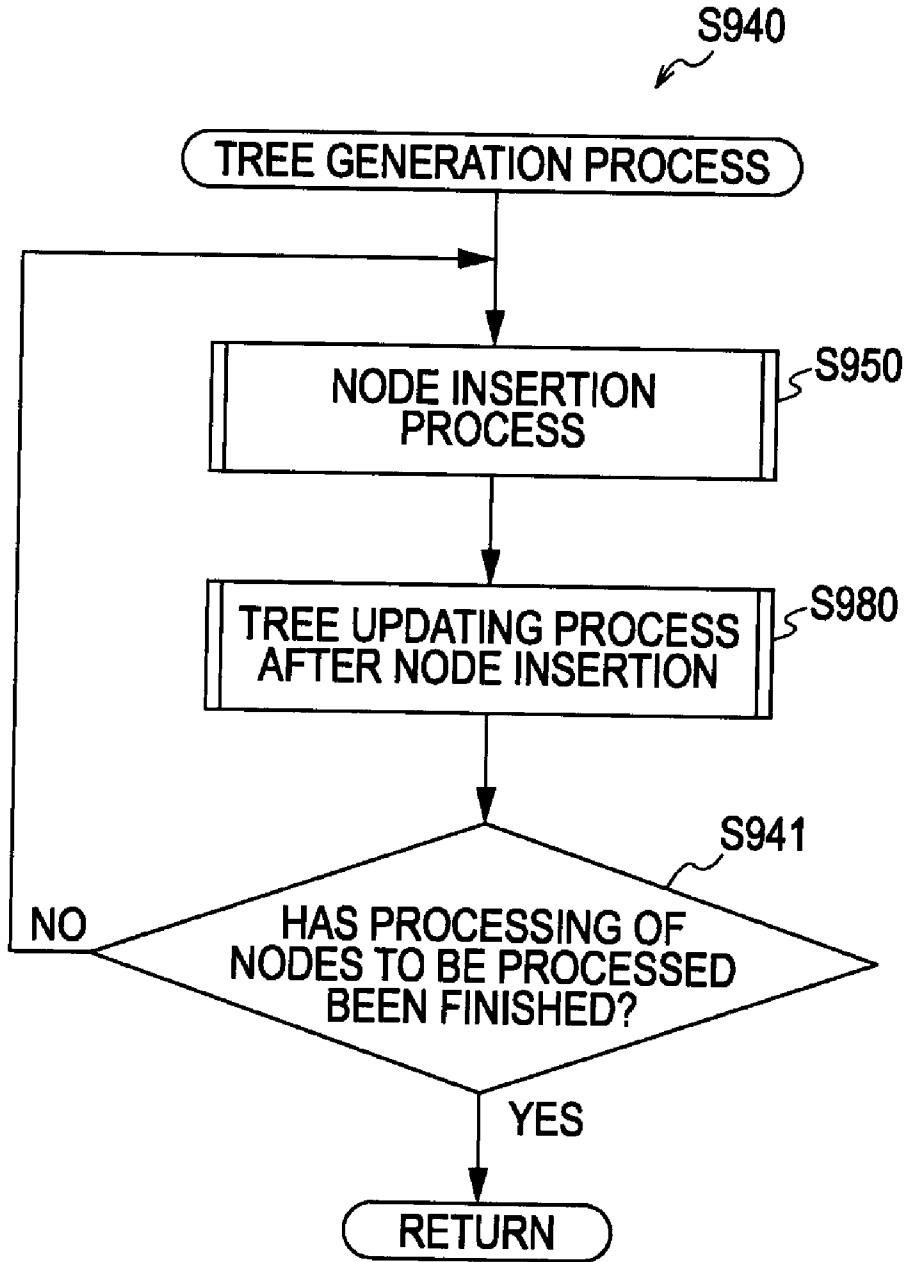 S940
TREE GENERATION PROCESS
S950
NODE INSERTION
PROCESS
S980
TREE UPDATING PROCESS
AFTER NODE INSERTION
S941
NO
HAS PROCESSING OF
NODES TO BE PROCESSED
BEEN FINISHED?
YES
RETURN